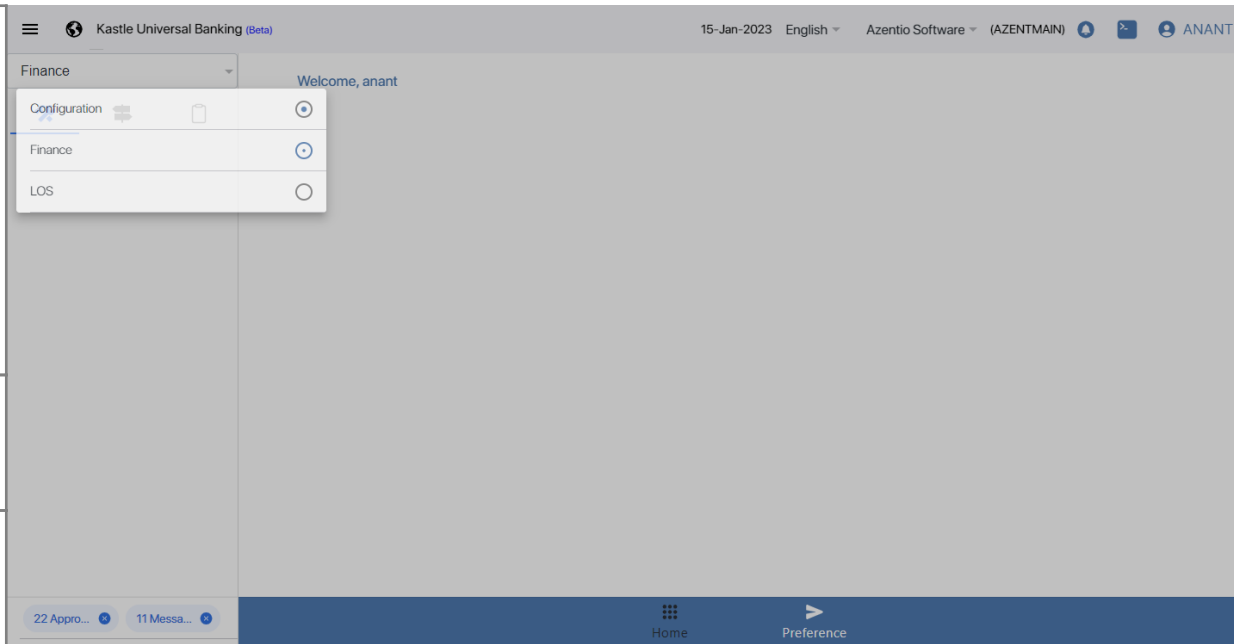 Kastle Universal Banking (Beta)
15-Jan-2023 English Azentio Software (AZENTMAIN) ANANT
Finance
Welcome, anant
Configuration
Finance
LOS
22 Appro... 11 Messa...
Home Preference